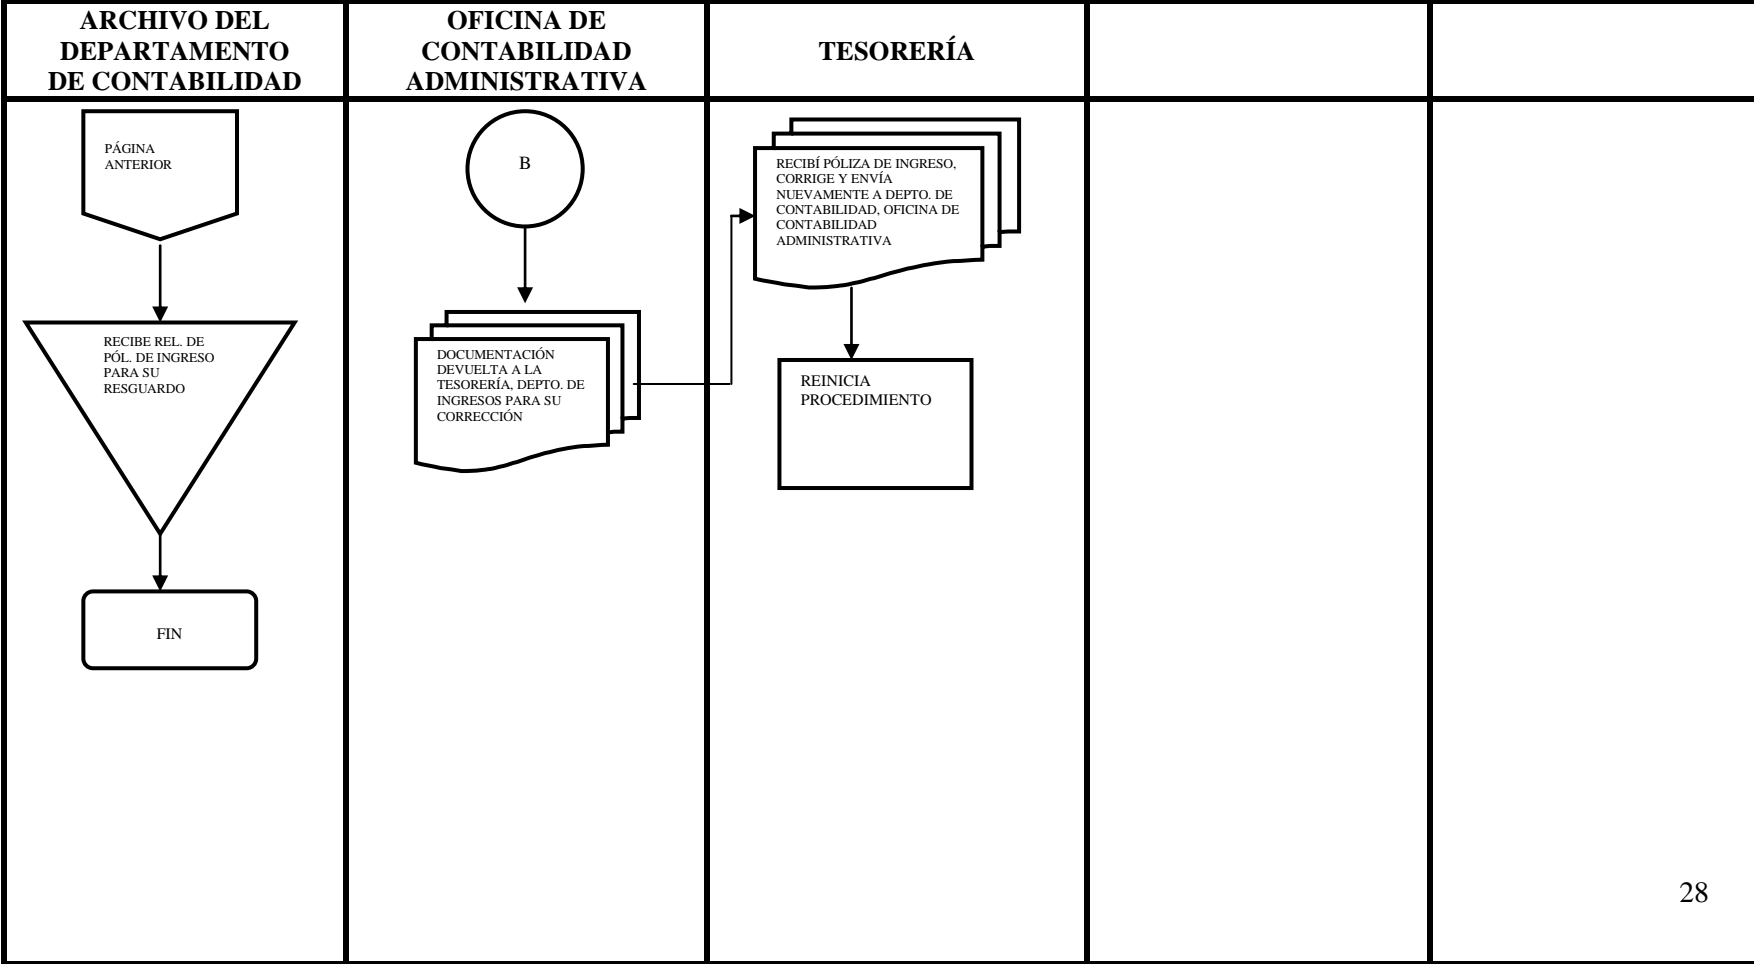 ARCHIVO DEL
DEPARTAMENTO
DE CONTABILIDAD
OFICINA DE
CONTABILIDAD
ADMINISTRATIVA
TESORERÍA
PÁGINA
ANTERIOR
RECIBE REL. DE
PÓL. DE INGRESO
PARA SU
RESGUARDO
FIN
B
DOCUMENTACIÓN
DEVUELTA A LA
TESORERÍA, DEPTO. DE
INGRESOS PARA SU
CORRECCIÓN
RECIBÍ PÓLIZA DE INGRESO,
CORRIGE Y ENVÍA
NUEVAMENTE A DEPTO. DE
CONTABILIDAD, OFICINA DE
CONTABILIDAD
ADMINISTRATIVA
REINICIA
PROCEDIMIENTO
28